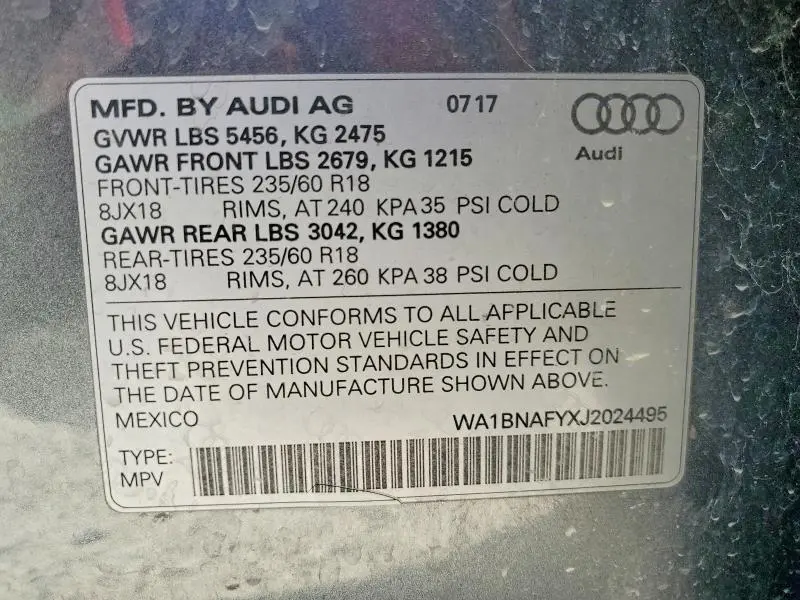 MFD. BY AUDI AG 07 17
GVWR LBS 5456, KG 2475
GAWR FRONT LBS 2679, KG 1215
FRONT-TIRES 235/60 R18
8JX18 RIMS, AT 240 KPA 35 PSI COLD
GAWR REAR LBS 3042, KG 1380
REAR-TIRES 235/60 R18
8JX18 RIMS, AT 260 KPA 38 PSI COLD
Audi
THIS VEHICLE CONFORMS TO ALL APPLICABLE
U.S. FEDERAL MOTOR VEHICLE SAFETY AND
THEFT PREVENTION STANDARDS IN EFFECT ON
THE DATE OF MANUFACTURE SHOWN ABOVE.
MEXICO WA1BNAFYXJ2024495
TYPE:
MPV